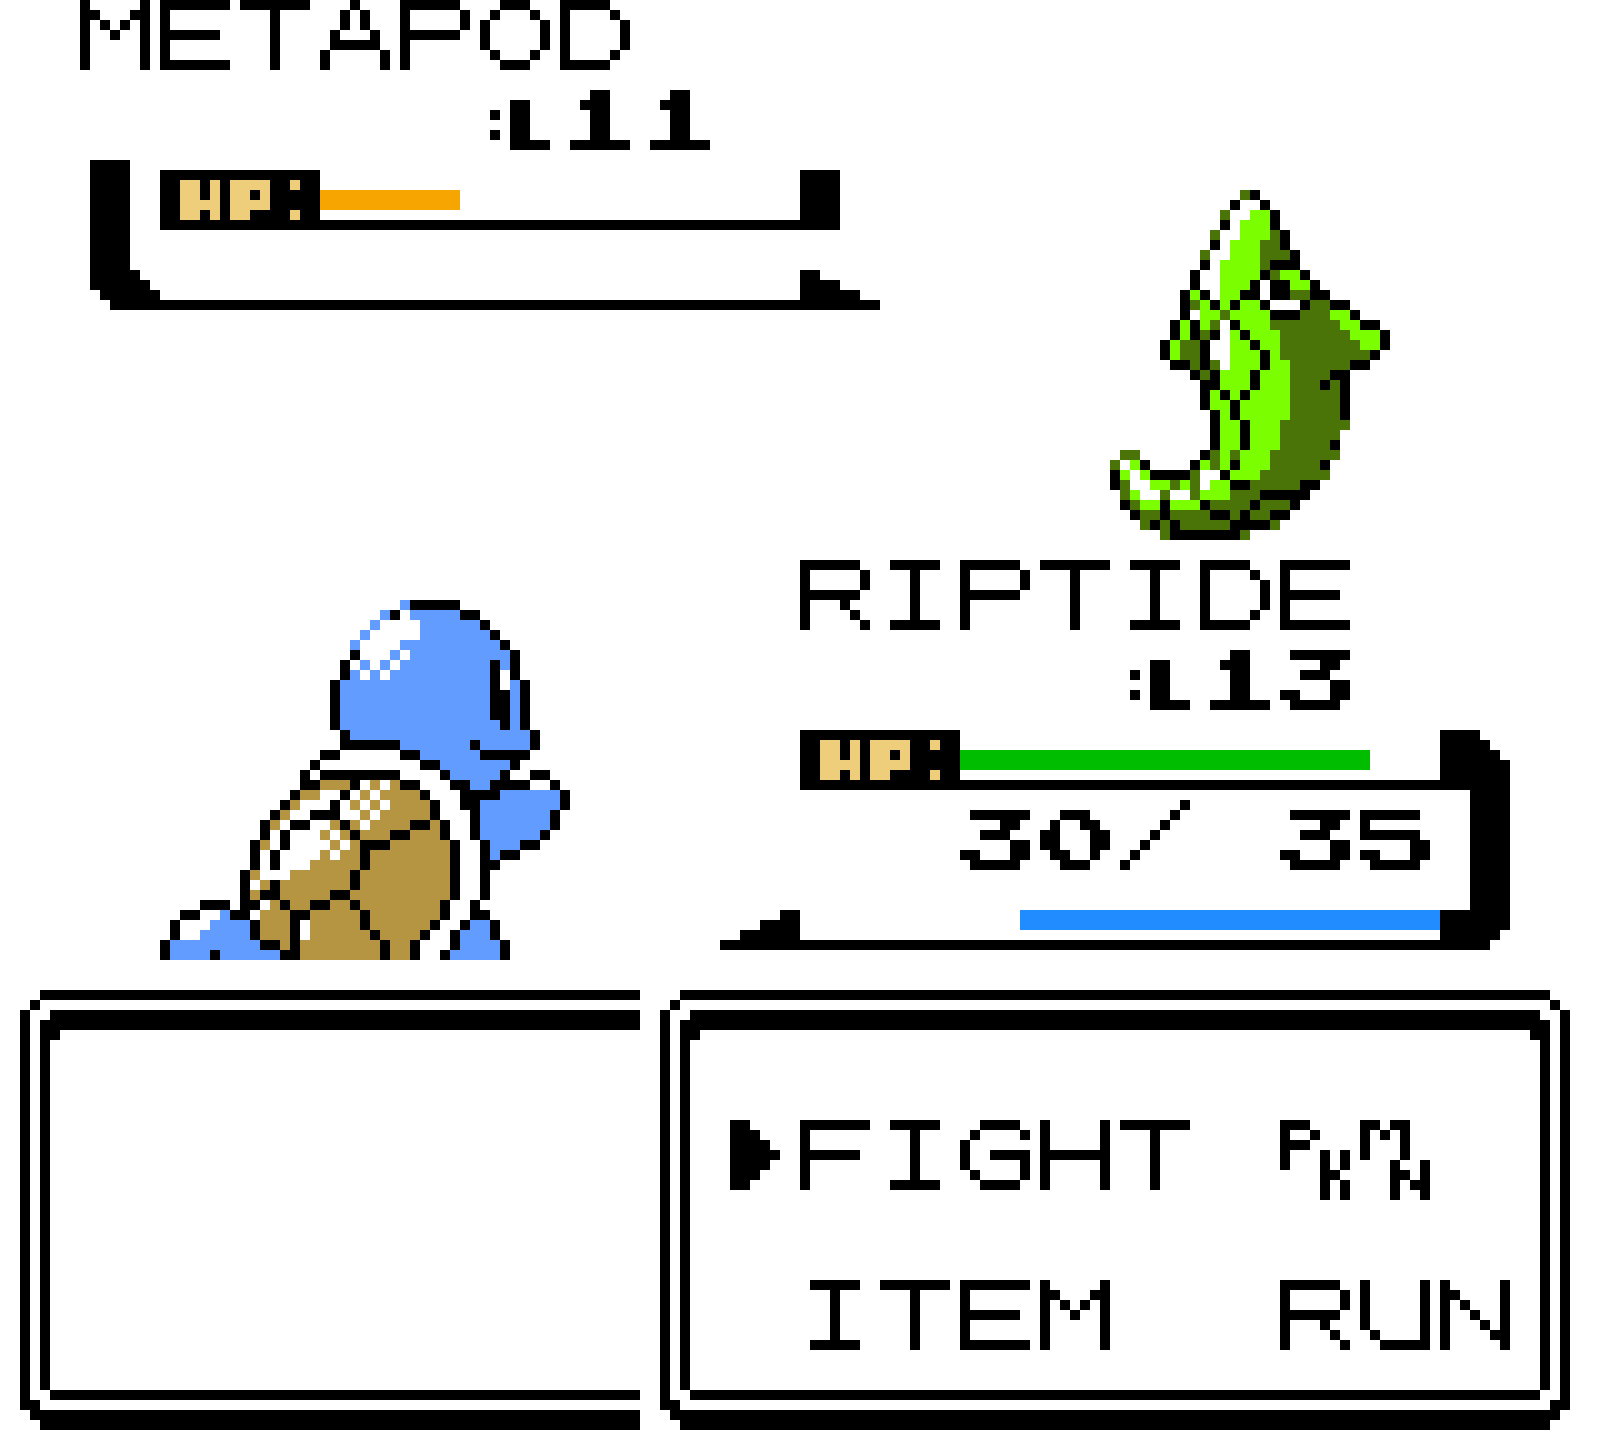 METAPOD
:L11
HP:
RIPTIDE
:L13
HP:
30/ 35
FIGHT PKMN
ITEM RUN